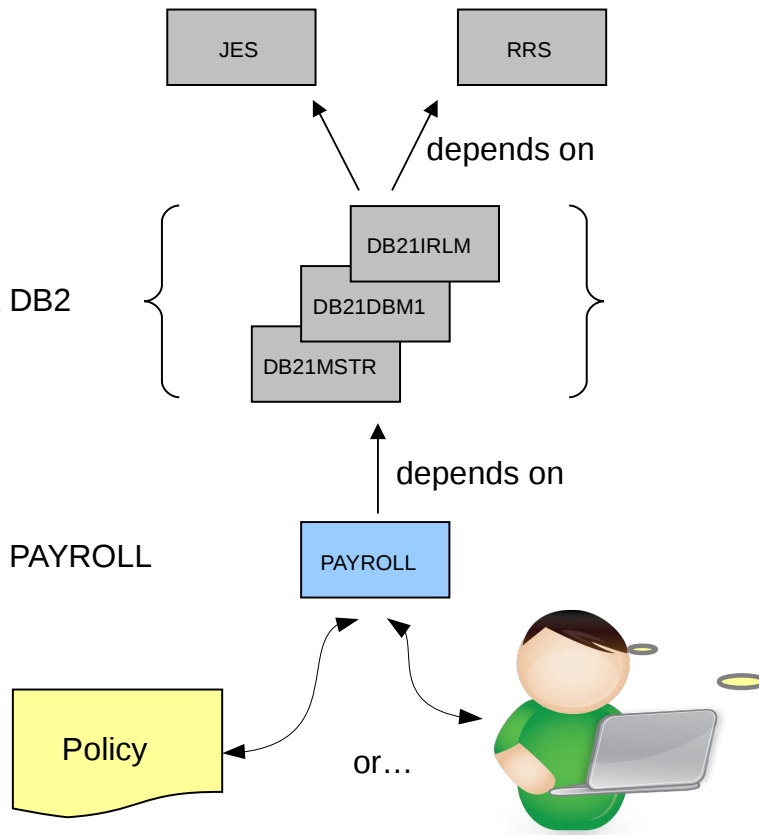 JES
RRS
depends on
DB21IRLM
DB2
DB21DBM1
DB21MSTR
depends on
PAYROLL
PAYROLL
Policy
or...